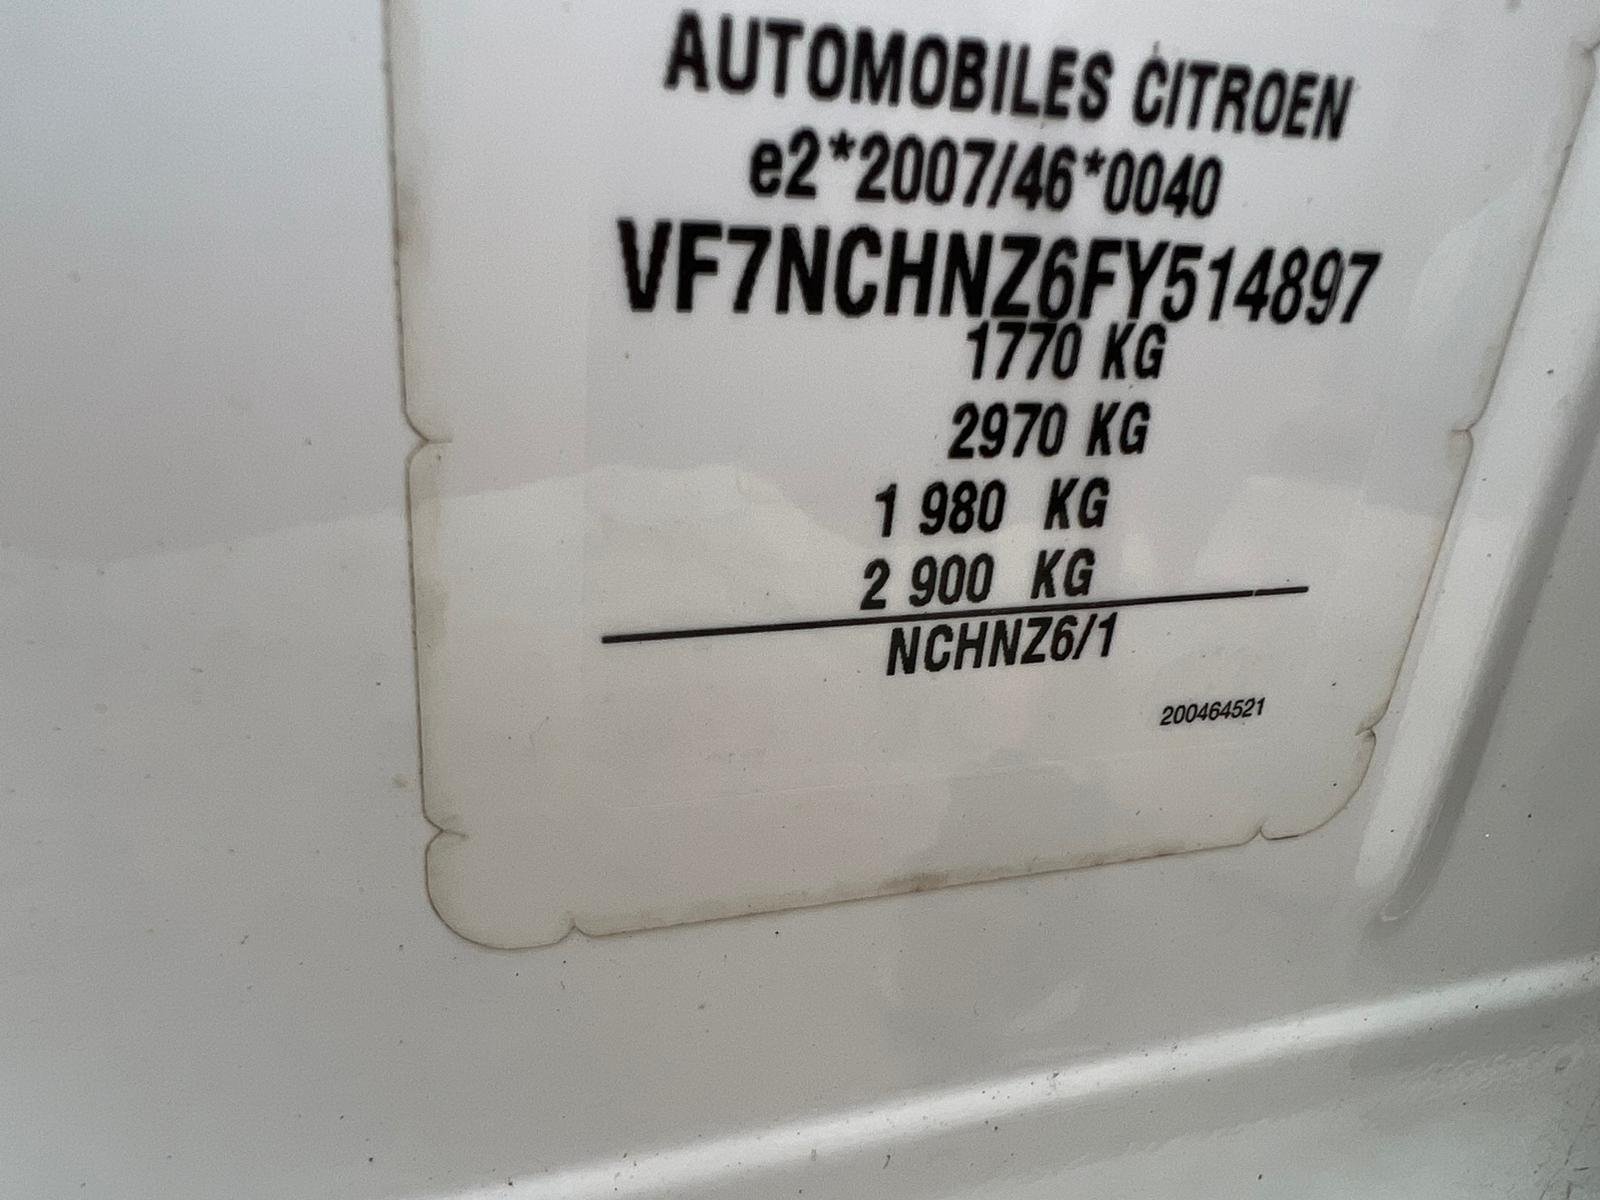 AUTOMOBILES CITROEN
e2*2007/46*0040
VF7NCHNZ6FY514897
1770 KG
2970 KG
1 980 KG
2 900 KG
NCHNZ6/1
200464521